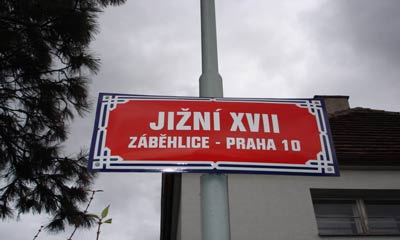 JIŽNÍ XVII
ZÁBĚHLICE - PRAHA 10